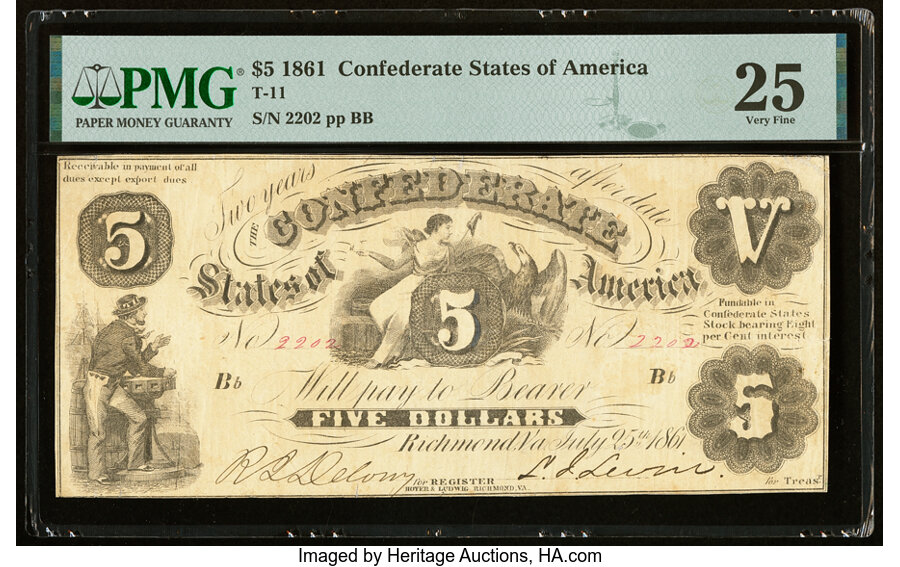 PMG®
PAPER MONEY GUARANTY
$5 1861 Confederate States of America
T-11
S/N 2202 pp BB
25
Very Fine
Receivable in payment of all
dues except export dues
Two years after date
THE CONFEDERATE
States of America
5
V
5
Fundable in
Confederate States
Stock bearing Eight
per Cent interest
No 2202 No 2202
Bb Bb
Will pay to Bearer
FIVE DOLLARS
5
Richmond, Va July 25th 1861
for REGISTER
for Treasr.
HOYER & LUDWIG RICHMOND, VA.
Imaged by Heritage Auctions, HA.com